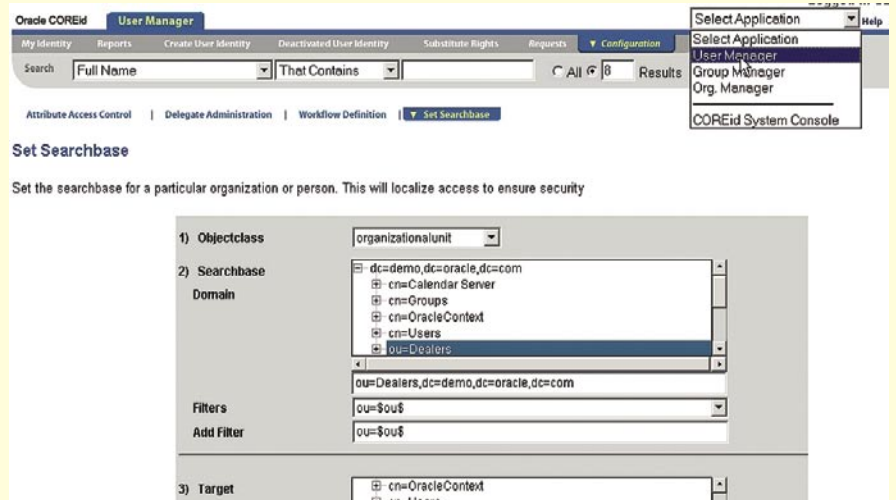 Oracle COREid User Manager Select Application Help
My Identity Reports Create User Identity Deactivated User Identity Substitute Rights Requests ▼ Configuration
Select Application
User Manager
Group Manager
Org. Manager
COREid System Console
Search Full Name That Contains All 8 Results
Attribute Access Control | Delegate Administration | Workflow Definition | ▼ Set Searchbase
Set Searchbase
Set the searchbase for a particular organization or person. This will localize access to ensure security
1) Objectclass organizationalunit
2) Searchbase
Domain
dc=demo,dc=oracle,dc=com
cn=Calendar Server
cn=Groups
cn=OracleContext
cn=Users
ou=Dealers
ou=Dealers,dc=demo,dc=oracle,dc=com
Filters ou=$ou$
Add Filter ou=$ou$
3) Target cn=OracleContext